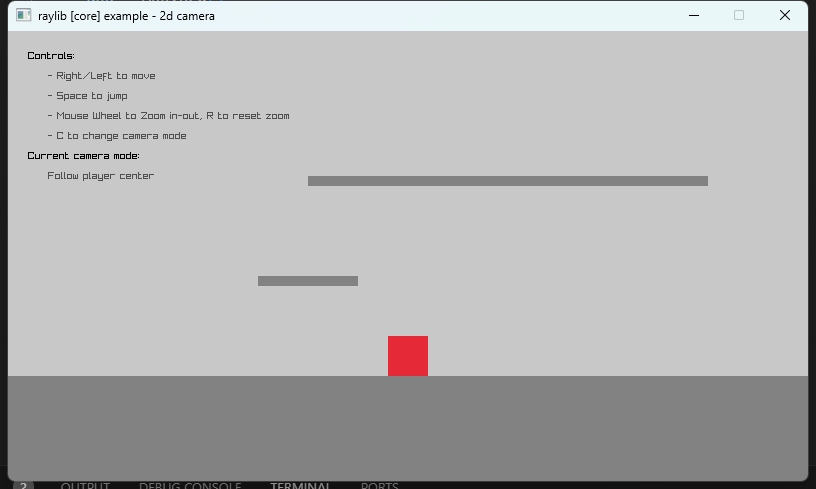 raylib [core] example - 2d camera
Controls:
- Right/Left to move
- Space to jump
- Mouse Wheel to Zoom in-out, R to reset zoom
- C to change camera mode
Current camera mode:
Follow player center
2 OUTPUT DEBUG CONSOLE TERMINAL PORTS